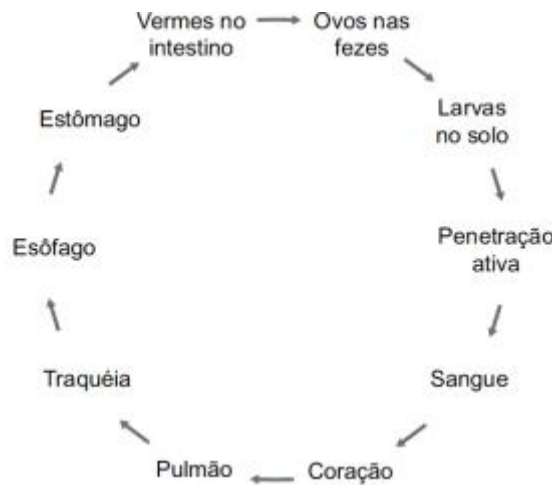 Vermes no
intestino
Ovos nas
fezes
Larvas
no solo
Penetração
ativa
Sangue
Coração
Pulmão
Traquéia
Esôfago
Estômago